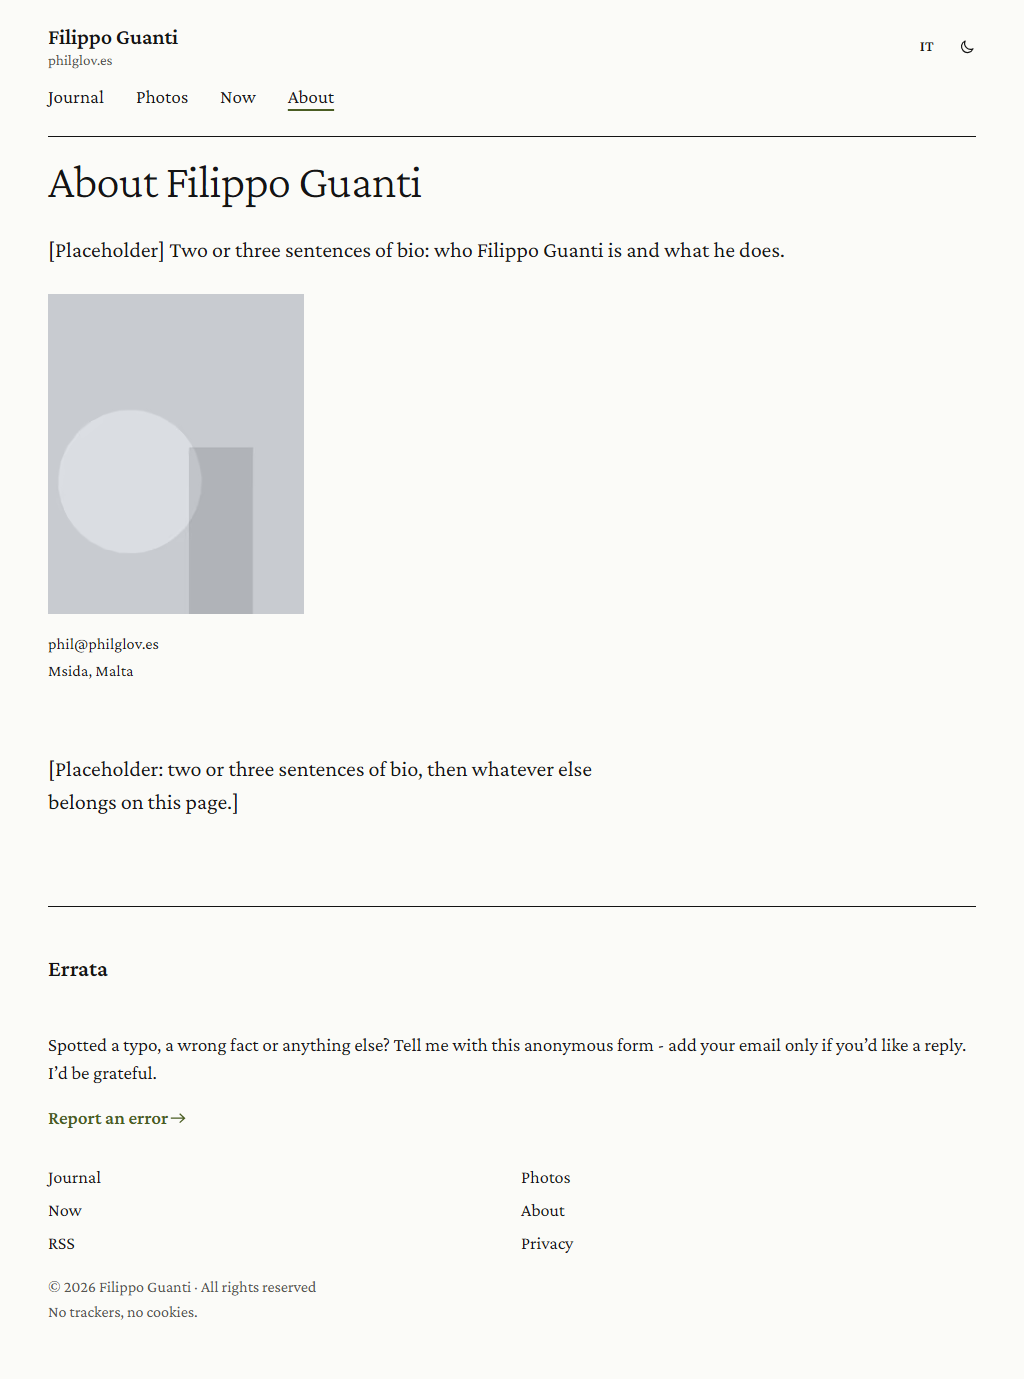 Filippo Guanti
philglov.es
IT
Journal Photos Now About
About Filippo Guanti
[Placeholder] Two or three sentences of bio: who Filippo Guanti is and what he does.
phil@philglov.es
Msida, Malta
[Placeholder: two or three sentences of bio, then whatever else
belongs on this page.]
Errata
Spotted a typo, a wrong fact or anything else? Tell me with this anonymous form - add your email only if you’d like a reply.
I’d be grateful.
Report an error →
Journal Photos
Now About
RSS Privacy
© 2026 Filippo Guanti · All rights reserved
No trackers, no cookies.